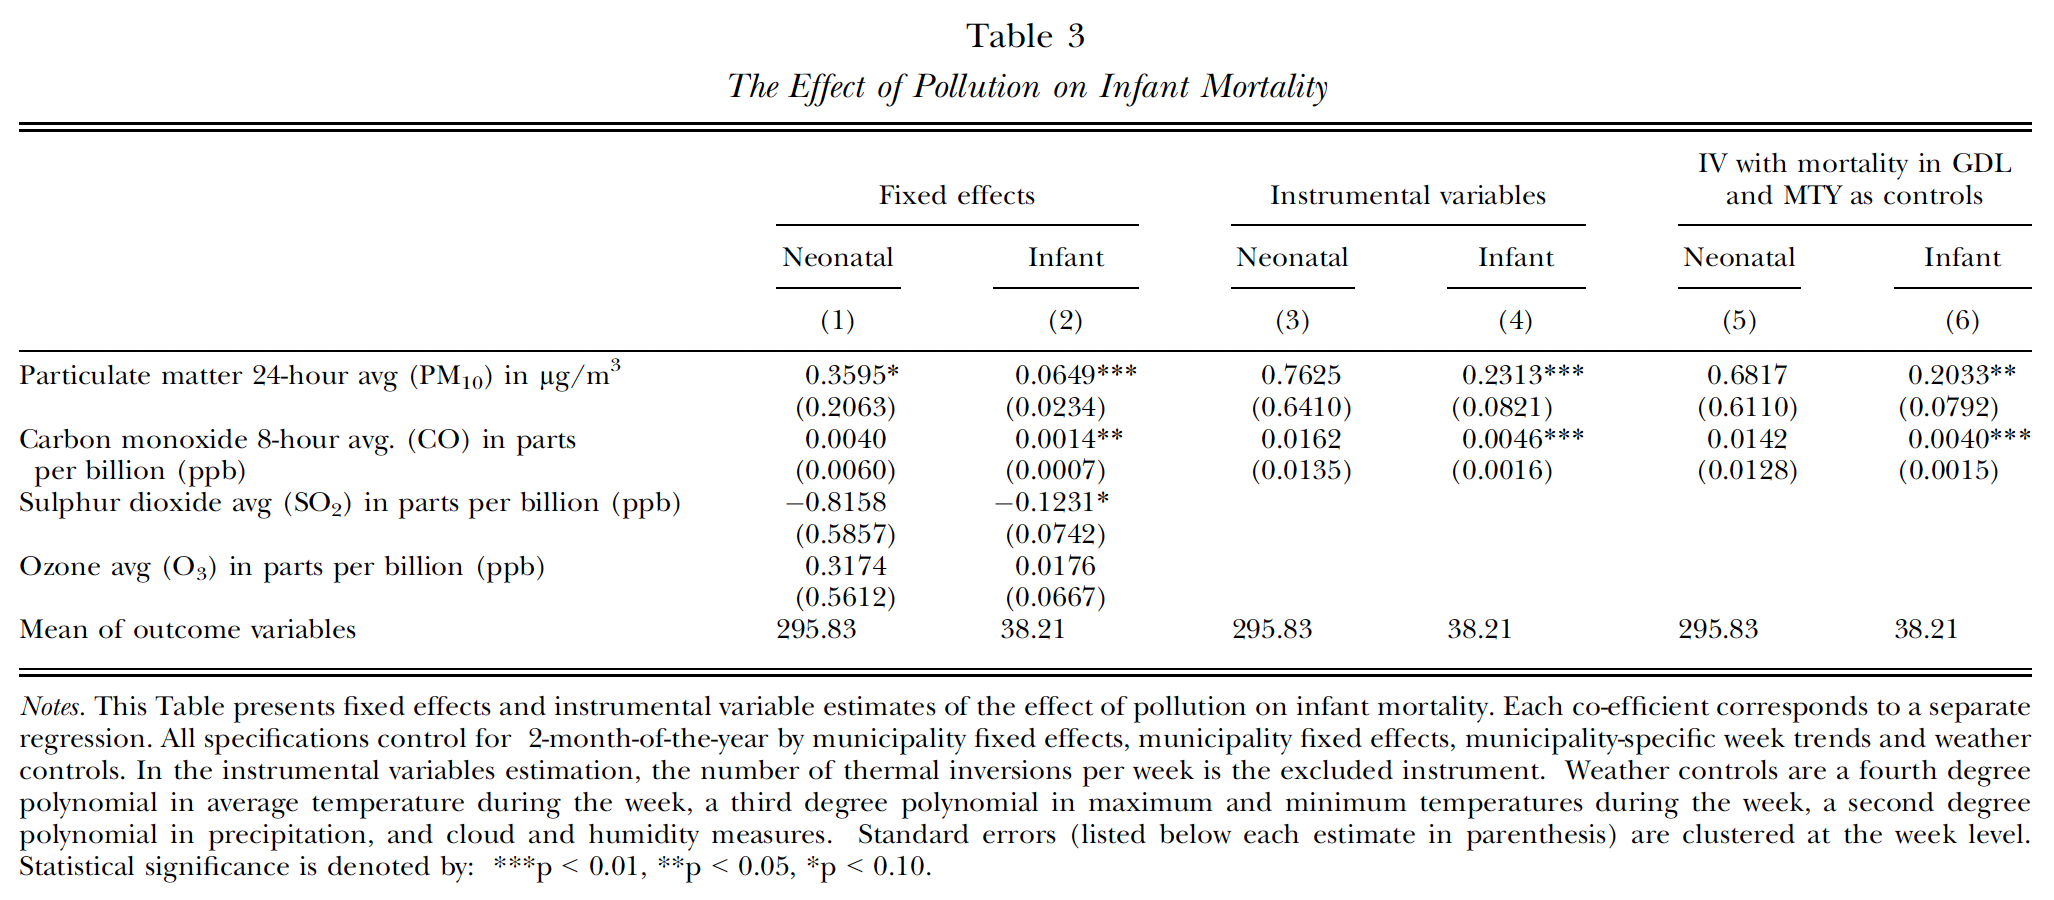 Table 3
The Effect of Pollution on Infant Mortality
Fixed effects Instrumental variables IV with mortality in GDL and MTY as controls
Neonatal Infant Neonatal Infant Neonatal Infant
(1) (2) (3) (4) (5) (6)
Particulate matter 24-hour avg (PM10) in μg/m3 0.3595* 0.0649*** 0.7625 0.2313*** 0.6817 0.2033**
(0.2063) (0.0234) (0.6410) (0.0821) (0.6110) (0.0792)
Carbon monoxide 8-hour avg. (CO) in parts 0.0040 0.0014** 0.0162 0.0046*** 0.0142 0.0040***
per billion (ppb) (0.0060) (0.0007) (0.0135) (0.0016) (0.0128) (0.0015)
Sulphur dioxide avg (SO2) in parts per billion (ppb) −0.8158 −0.1231*
(0.5857) (0.0742)
Ozone avg (O3) in parts per billion (ppb) 0.3174 0.0176
(0.5612) (0.0667)
Mean of outcome variables 295.83 38.21 295.83 38.21 295.83 38.21
Notes. This Table presents fixed effects and instrumental variable estimates of the effect of pollution on infant mortality. Each co-efficient corresponds to a separate
regression. All specifications control for 2-month-of-the-year by municipality fixed effects, municipality fixed effects, municipality-specific week trends and weather
controls. In the instrumental variables estimation, the number of thermal inversions per week is the excluded instrument. Weather controls are a fourth degree
polynomial in average temperature during the week, a third degree polynomial in maximum and minimum temperatures during the week, a second degree
polynomial in precipitation, and cloud and humidity measures. Standard errors (listed below each estimate in parenthesis) are clustered at the week level.
Statistical significance is denoted by: ***p < 0.01, **p < 0.05, *p < 0.10.